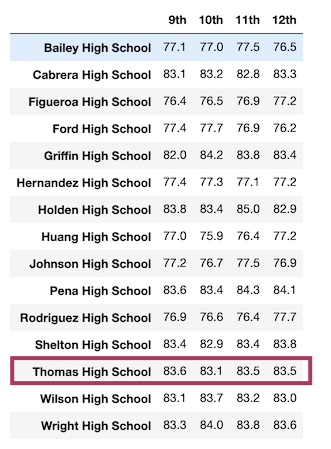 9th 10th 11th 12th
Bailey High School 77.1 77.0 77.5 76.5
Cabrera High School 83.1 83.2 82.8 83.3
Figueroa High School 76.4 76.5 76.9 77.2
Ford High School 77.4 77.7 76.9 76.2
Griffin High School 82.0 84.2 83.8 83.4
Hernandez High School 77.4 77.3 77.1 77.2
Holden High School 83.8 83.4 85.0 82.9
Huang High School 77.0 75.9 76.4 77.2
Johnson High School 77.2 76.7 77.5 76.9
Pena High School 83.6 83.4 84.3 84.1
Rodriguez High School 76.9 76.6 76.4 77.7
Shelton High School 83.4 82.9 83.4 83.8
Thomas High School 83.6 83.1 83.5 83.5
Wilson High School 83.1 83.7 83.2 83.0
Wright High School 83.3 84.0 83.8 83.6